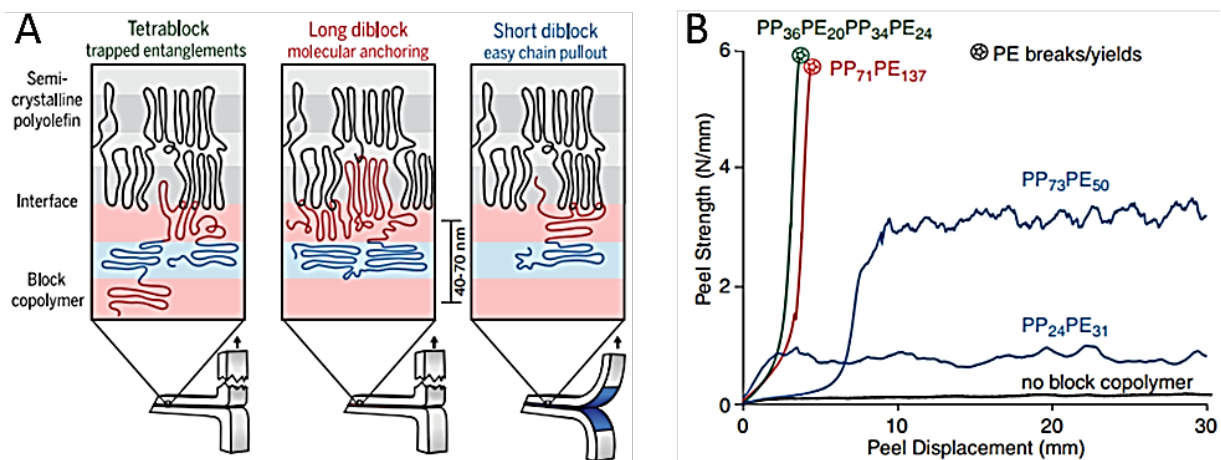 A
Tetrablock
trapped entanglements
Long diblock
molecular anchoring
Short diblock
easy chain pullout
Semi-
crystalline
polyolefin
Interface
Block
copolymer
40-70 nm
B
PP₃₆PE₂₀PP₃₄PE₂₄
PE breaks/yields
PP₇₁PE₁₃₇
PP₇₃PE₅₀
PP₂₄PE₃₁
no block copolymer
Peel Strength (N/mm)
6
4
2
0
0
10
20
30
Peel Displacement (mm)